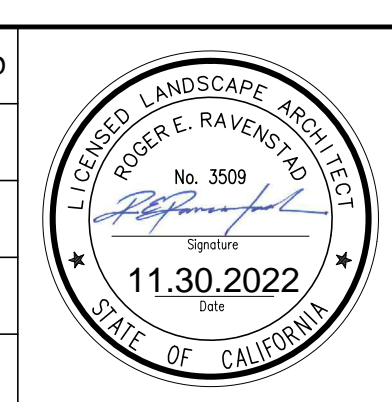 LICENSED LANDSCAPE ARCHITECT
ROGER E. RAVENSTAD
No. 3509
Signature
11.30.2022
Date
STATE OF CALIFORNIA